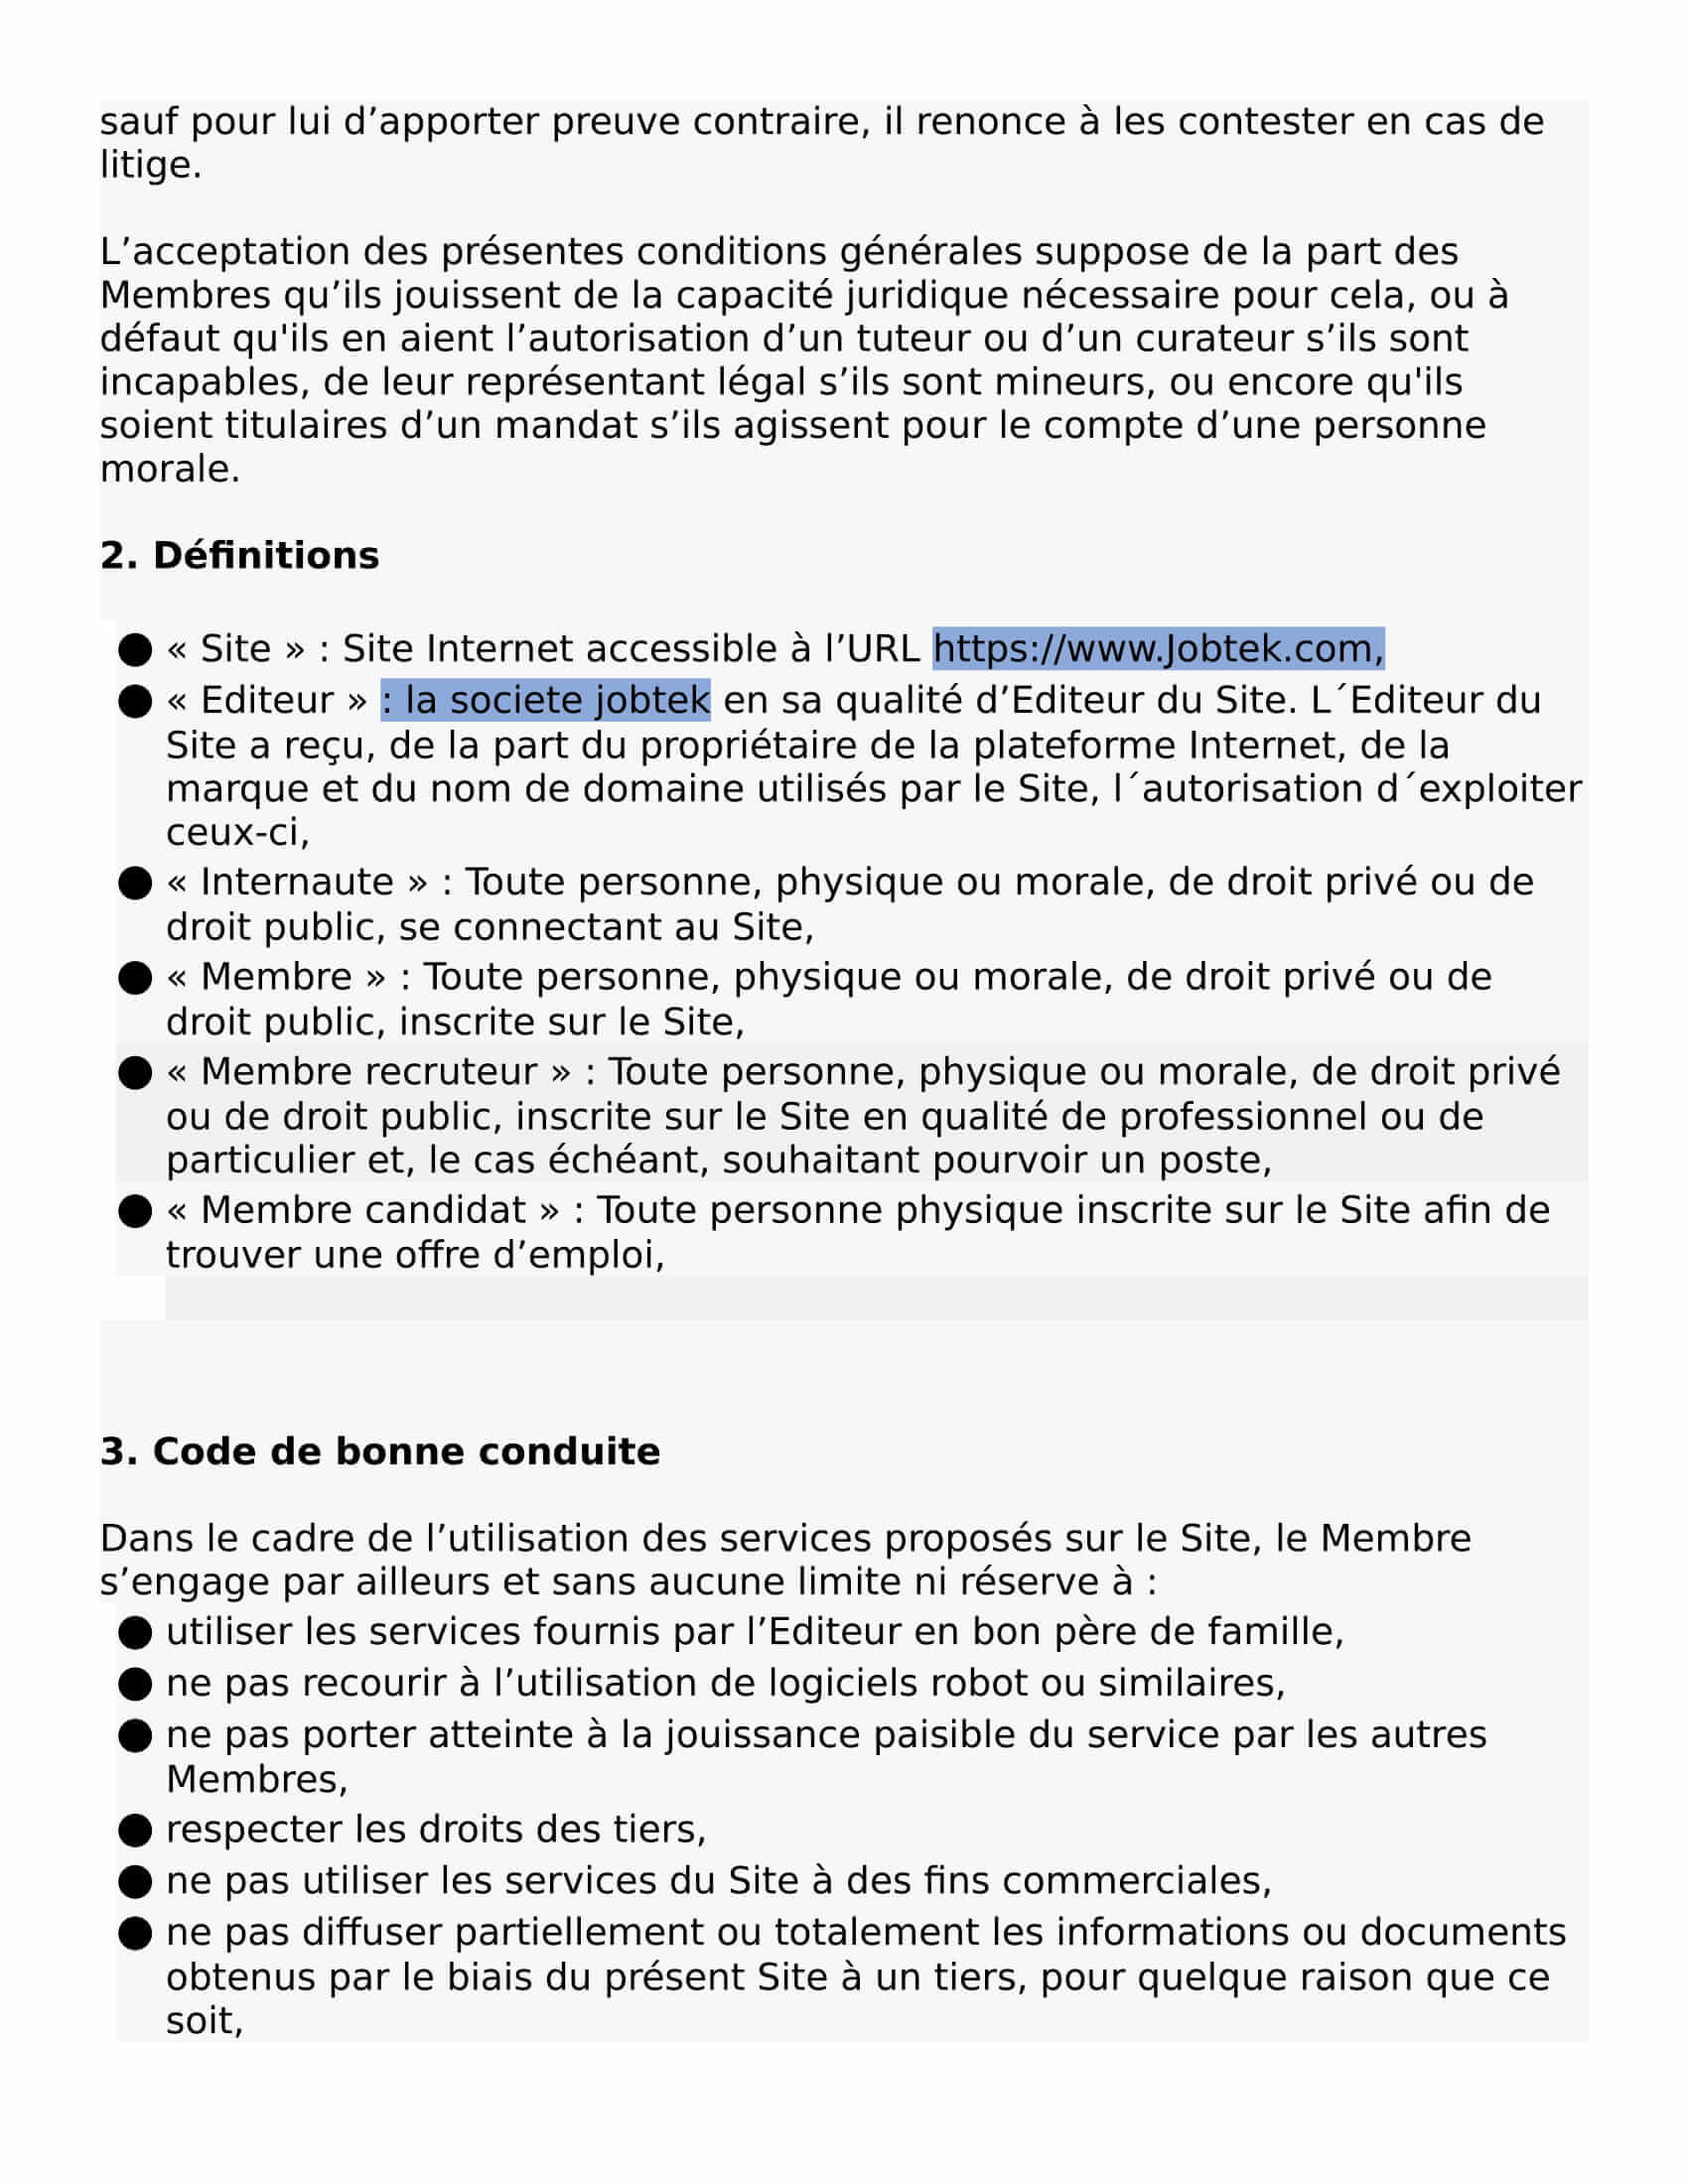 sauf pour lui d’apporter preuve contraire, il renonce à les contester en cas de
litige.
L’acceptation des présentes conditions générales suppose de la part des
Membres qu’ils jouissent de la capacité juridique nécessaire pour cela, ou à
défaut qu'ils en aient l’autorisation d’un tuteur ou d’un curateur s’ils sont
incapables, de leur représentant légal s’ils sont mineurs, ou encore qu'ils
soient titulaires d’un mandat s’ils agissent pour le compte d’une personne
morale.
2. Définitions
● « Site » : Site Internet accessible à l’URL https://www.Jobtek.com,
● « Editeur » : la societe jobtek en sa qualité d’Editeur du Site. L´Editeur du
Site a reçu, de la part du propriétaire de la plateforme Internet, de la
marque et du nom de domaine utilisés par le Site, l´autorisation d´exploiter
ceux-ci,
● « Internaute » : Toute personne, physique ou morale, de droit privé ou de
droit public, se connectant au Site,
● « Membre » : Toute personne, physique ou morale, de droit privé ou de
droit public, inscrite sur le Site,
● « Membre recruteur » : Toute personne, physique ou morale, de droit privé
ou de droit public, inscrite sur le Site en qualité de professionnel ou de
particulier et, le cas échéant, souhaitant pourvoir un poste,
● « Membre candidat » : Toute personne physique inscrite sur le Site afin de
trouver une offre d’emploi,
3. Code de bonne conduite
Dans le cadre de l’utilisation des services proposés sur le Site, le Membre
s’engage par ailleurs et sans aucune limite ni réserve à :
● utiliser les services fournis par l’Editeur en bon père de famille,
● ne pas recourir à l’utilisation de logiciels robot ou similaires,
● ne pas porter atteinte à la jouissance paisible du service par les autres
Membres,
● respecter les droits des tiers,
● ne pas utiliser les services du Site à des fins commerciales,
● ne pas diffuser partiellement ou totalement les informations ou documents
obtenus par le biais du présent Site à un tiers, pour quelque raison que ce
soit,